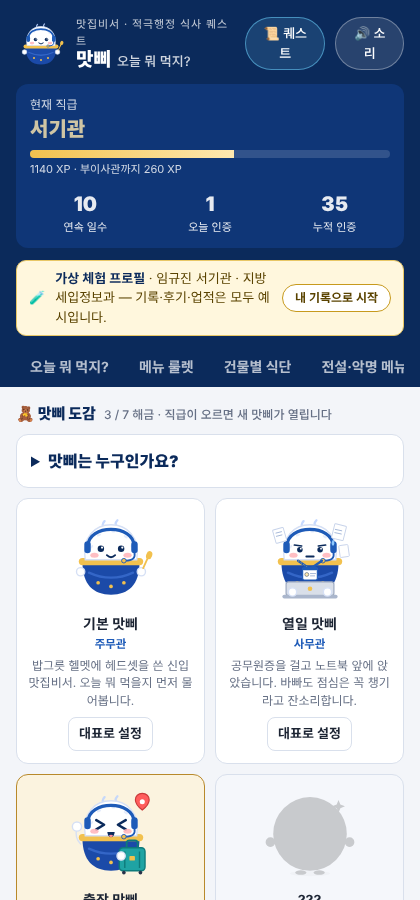 맛집비서 · 적극행정 식사 퀘스
트
맛삐 오늘 뭐 먹지?
📜 퀘스
트
🔊 소
리
현재 직급
서기관
1140 XP · 부이사관까지 260 XP
10
연속 일수
1
오늘 인증
35
누적 인증
🧪 가상 체험 프로필 · 임규진 서기관 · 지방
세입정보과 — 기록·후기·업적은 모두 예
시입니다.
내 기록으로 시작
오늘 뭐 먹지?
메뉴 룰렛
건물별 식단
전설·악명 메뉴
🧸 맛삐 도감 3 / 7 해금 · 직급이 오르면 새 맛삐가 열립니다
▶ 맛삐는 누구인가요?
기본 맛삐
주무관
밥그릇 헬멧에 헤드셋을 쓴 신입
맛집비서. 오늘 뭐 먹을지 먼저 물
어봅니다.
대표로 설정
열일 맛삐
사무관
공무원증을 걸고 노트북 앞에 앉
았습니다. 바빠도 점심은 꼭 챙기
라고 잔소리합니다.
대표로 설정
출장 맛삐
???